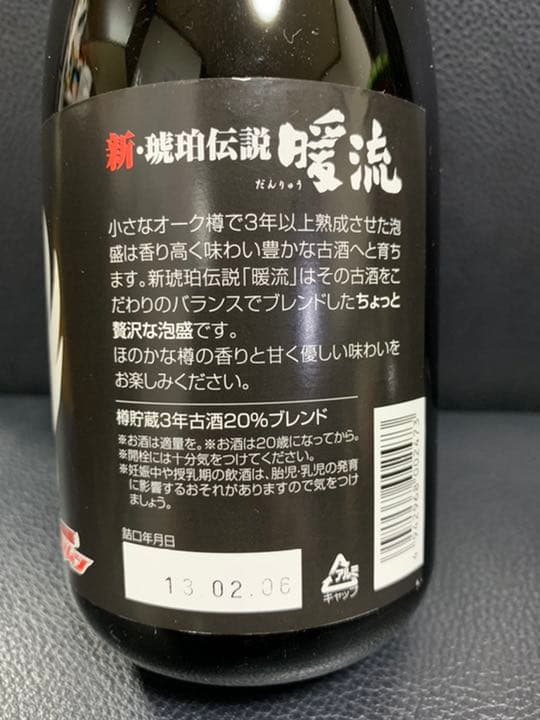 新・琥珀伝説 暖流
だんりゅう
小さなオーク樽で3年以上熟成させた泡
盛は香り高く味わい豊かな古酒へと育ち
ます。新琥珀伝説「暖流」はその古酒をこ
だわりのバランスでブレンドしたちょっと
贅沢な泡盛です。
ほのかな樽の香りと甘く優しい味わいを
お楽しみください。
樽貯蔵3年古酒20%ブレンド
※お酒は適量を。※お酒は20歳になってから。
※開栓には十分気をつけてください。
※妊娠中や授乳期の飲酒は、胎児・乳児の発育
に影響するおそれがありますので気をつけ
ましょう。
詰口年月日
13.02.06
アルミ
キャップ